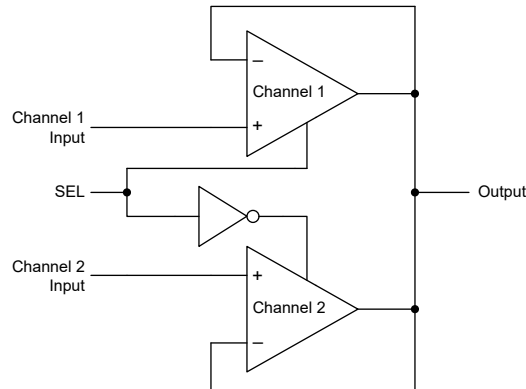 −
Channel 1
+
Channel 1
Input
SEL
Output
Channel 2
Input
+
Channel 2
−